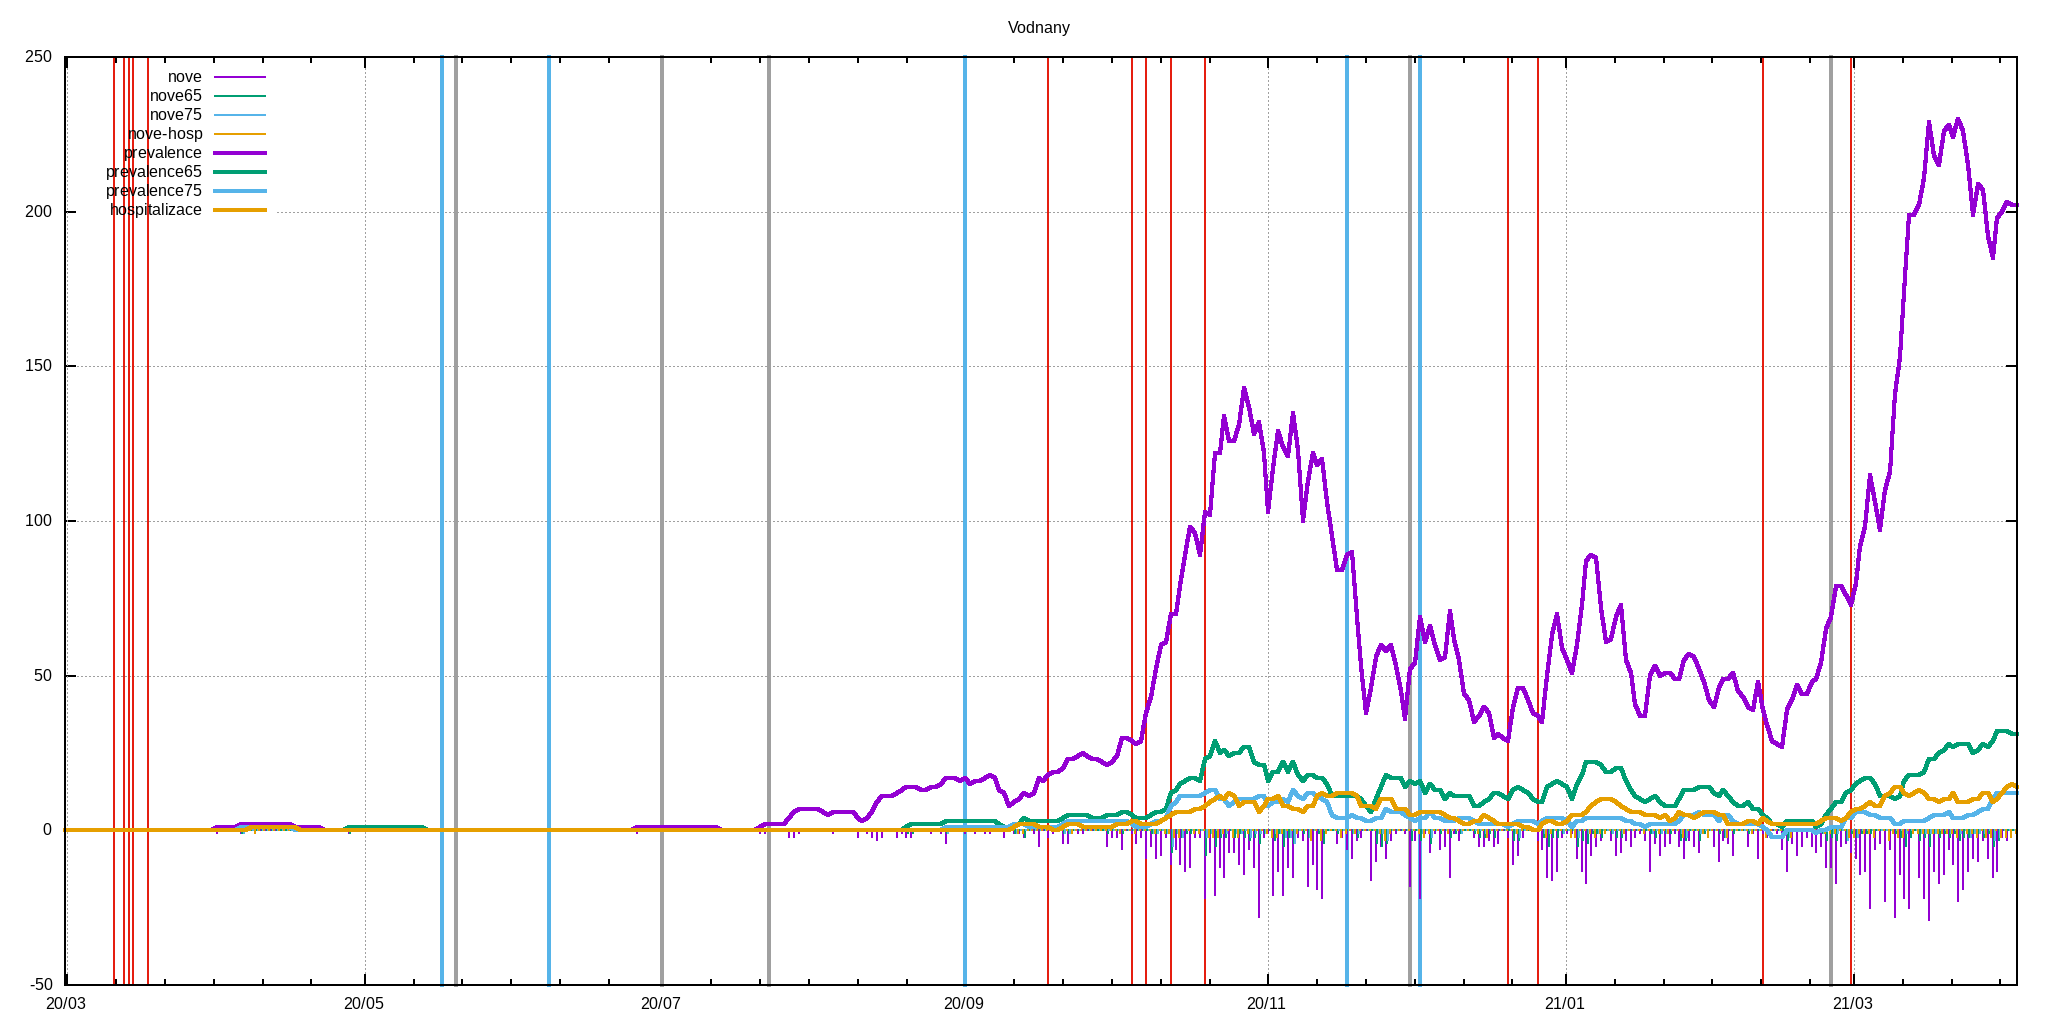 Vodnany
250
200
150
100
50
0
-50
nove
nove65
nove75
nove-hosp
prevalence
prevalence65
prevalence75
hospitalizace
20/03 20/05 20/07 20/09 20/11 21/01 21/03